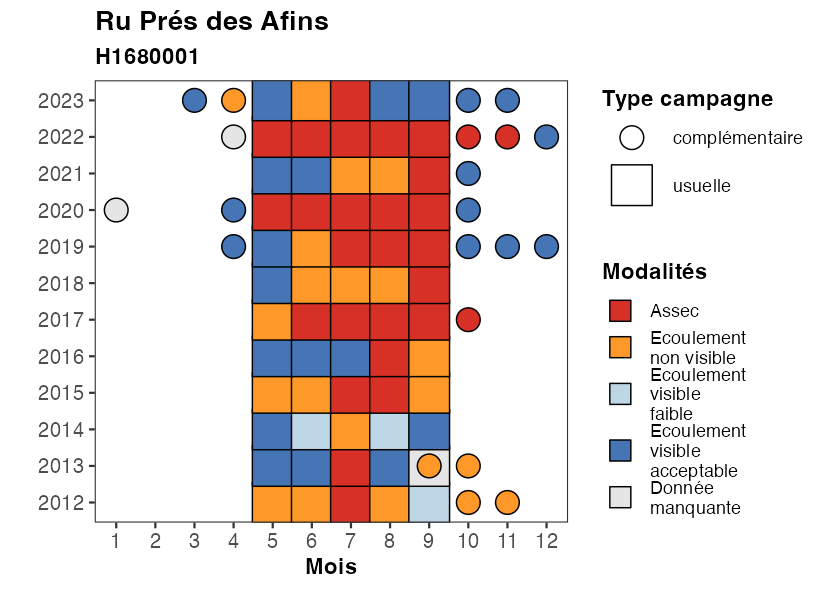 Ru Prés des Afins
H1680001
2023
2022
2021
2020
2019
2018
2017
2016
2015
2014
2013
2012
1 2 3 4 5 6 7 8 9 10 11 12
Mois
Type campagne
complémentaire
usuelle
Modalités
Assec
Ecoulement
non visible
Ecoulement
visible
faible
Ecoulement
visible
acceptable
Donnée
manquante